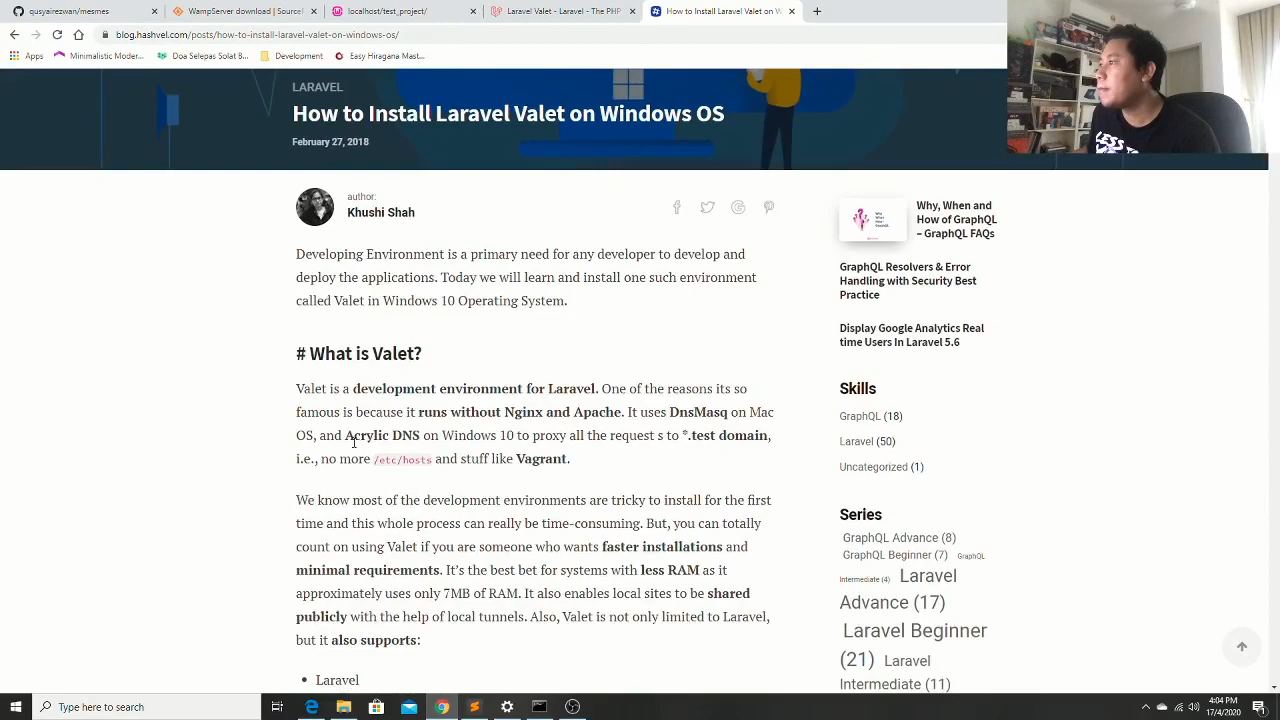 qusyairezwan/mesmes
WampServer download | Source
localhost/test_project/
Laravel Valet - Laravel - The PHP
How to Install Laravel Valet on W
blog.hashvel.com/posts/how-to-install-laravel-valet-on-windows-os/
Apps
Minimalistic Moder...
Doa Selepas Solat B...
Development
Easy Hiragana Mast...
LARAVEL
How to Install Laravel Valet on Windows OS
February 27, 2018
author:
Khushi Shah
Developing Environment is a primary need for any developer to develop and
deploy the applications. Today we will learn and install one such environment
called Valet in Windows 10 Operating System.
# What is Valet?
Valet is a development environment for Laravel. One of the reasons its so
famous is because it runs without Nginx and Apache. It uses DnsMasq on Mac
OS, and Acrylic DNS on Windows 10 to proxy all the request s to *.test domain,
i.e., no more /etc/hosts and stuff like Vagrant.
We know most of the development environments are tricky to install for the first
time and this whole process can really be time-consuming. But, you can totally
count on using Valet if you are someone who wants faster installations and
minimal requirements. It's the best bet for systems with less RAM as it
approximately uses only 7MB of RAM. It also enables local sites to be shared
publicly with the help of local tunnels. Also, Valet is not only limited to Laravel,
but it also supports:
• Laravel
Why, When and
How of GraphQL
– GraphQL FAQs
GraphQL Resolvers & Error
Handling with Security Best
Practice
Display Google Analytics Real
time Users In Laravel 5.6
Skills
GraphQL (18)
Laravel (50)
Uncategorized (1)
Series
GraphQL Advance (8)
GraphQL Beginner (7) GraphQL
Intermediate (4) Laravel
Advance (17)
Laravel Beginner
(21) Laravel
Intermediate (11)
Type here to search
4:04 PM
17/4/2020